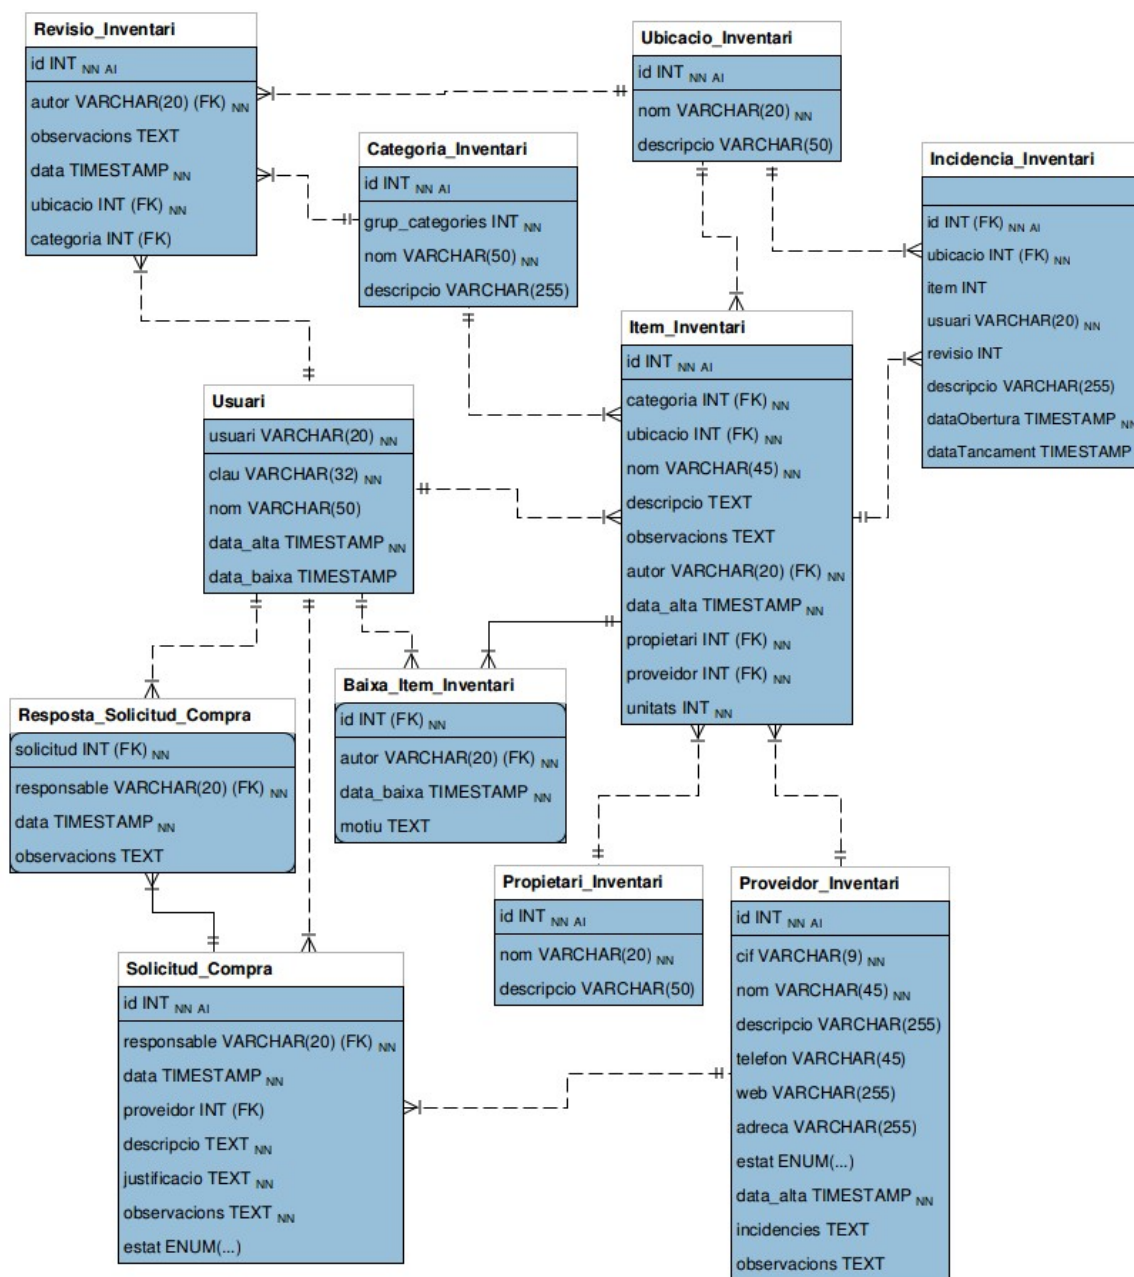 Revisio_Inventari
id INT NN AI
autor VARCHAR(20) (FK) NN
observacions TEXT
data TIMESTAMP NN
ubicacio INT (FK) NN
categoria INT (FK)
Ubicacio_Inventari
id INT NN AI
nom VARCHAR(20) NN
descripcio VARCHAR(50)
Categoria_Inventari
id INT NN AI
grup_categories INT NN
nom VARCHAR(50) NN
descripcio VARCHAR(255)
Incidencia_Inventari
id INT (FK) NN AI
ubicacio INT (FK) NN
item INT
usuari VARCHAR(20) NN
revisio INT
descripcio VARCHAR(255)
dataObertura TIMESTAMP NN
dataTancament TIMESTAMP
Item_Inventari
id INT NN AI
categoria INT (FK) NN
ubicacio INT (FK) NN
nom VARCHAR(45) NN
descripcio TEXT
observacions TEXT
autor VARCHAR(20) (FK) NN
data_alta TIMESTAMP NN
propietari INT (FK) NN
proveidor INT (FK) NN
unitats INT NN
Usuari
usuari VARCHAR(20) NN
clau VARCHAR(32) NN
nom VARCHAR(50)
data_alta TIMESTAMP NN
data_baixa TIMESTAMP
Resposta_Solicitud_Compra
solicitud INT (FK) NN
responsable VARCHAR(20) (FK) NN
data TIMESTAMP NN
observacions TEXT
Baixa_Item_Inventari
id INT (FK) NN
autor VARCHAR(20) (FK) NN
data_baixa TIMESTAMP NN
motiu TEXT
Propietari_Inventari
id INT NN AI
nom VARCHAR(20) NN
descripcio VARCHAR(50)
Proveidor_Inventari
id INT NN AI
cif VARCHAR(9) NN
nom VARCHAR(45) NN
descripcio VARCHAR(255)
telefon VARCHAR(45)
web VARCHAR(255)
adreca VARCHAR(255)
estat ENUM(...)
data_alta TIMESTAMP NN
incidencies TEXT
observacions TEXT
Solicitud_Compra
id INT NN AI
responsable VARCHAR(20) (FK) NN
data TIMESTAMP NN
proveidor INT (FK)
descripcio TEXT NN
justificacio TEXT NN
observacions TEXT NN
estat ENUM(...)